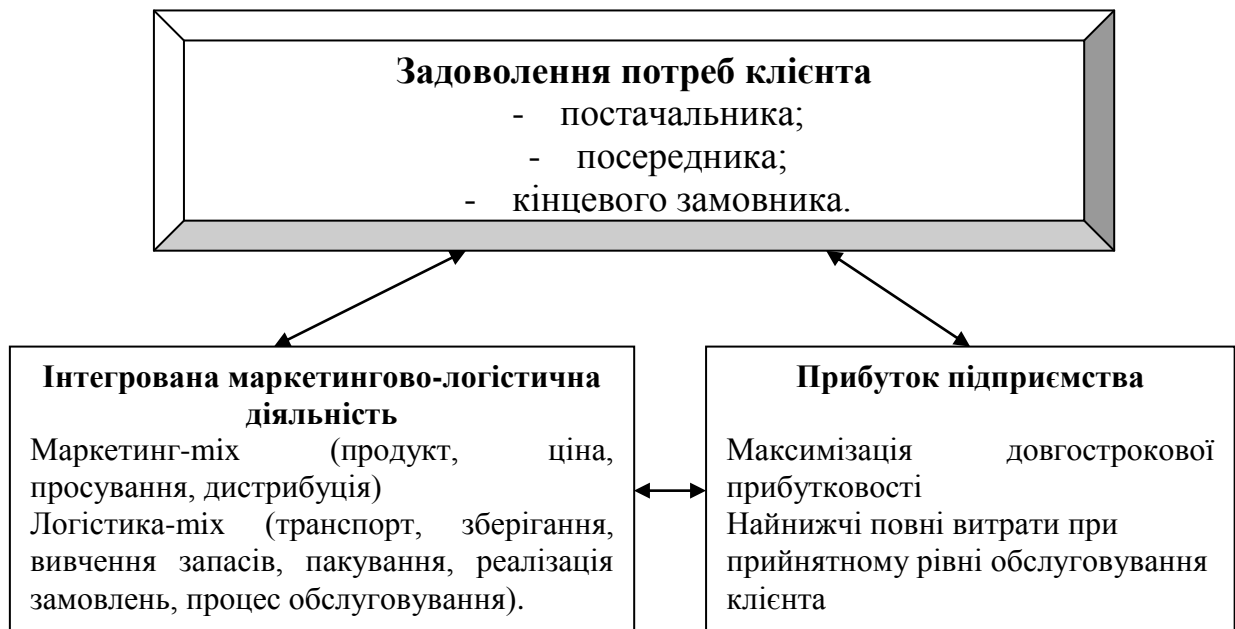 Задоволення потреб клієнта
- постачальника;
- посередника;
- кінцевого замовника.
Інтегрована маркетингово-логістична
діяльність
Маркетинг-mix (продукт, ціна,
просування, дистрибуція)
Логістика-mix (транспорт, зберігання,
вивчення запасів, пакування, реалізація
замовлень, процес обслуговування).
Прибуток підприємства
Максимізація довгострокової
прибутковості
Найнижчі повні витрати при
прийнятному рівні обслуговування
клієнта